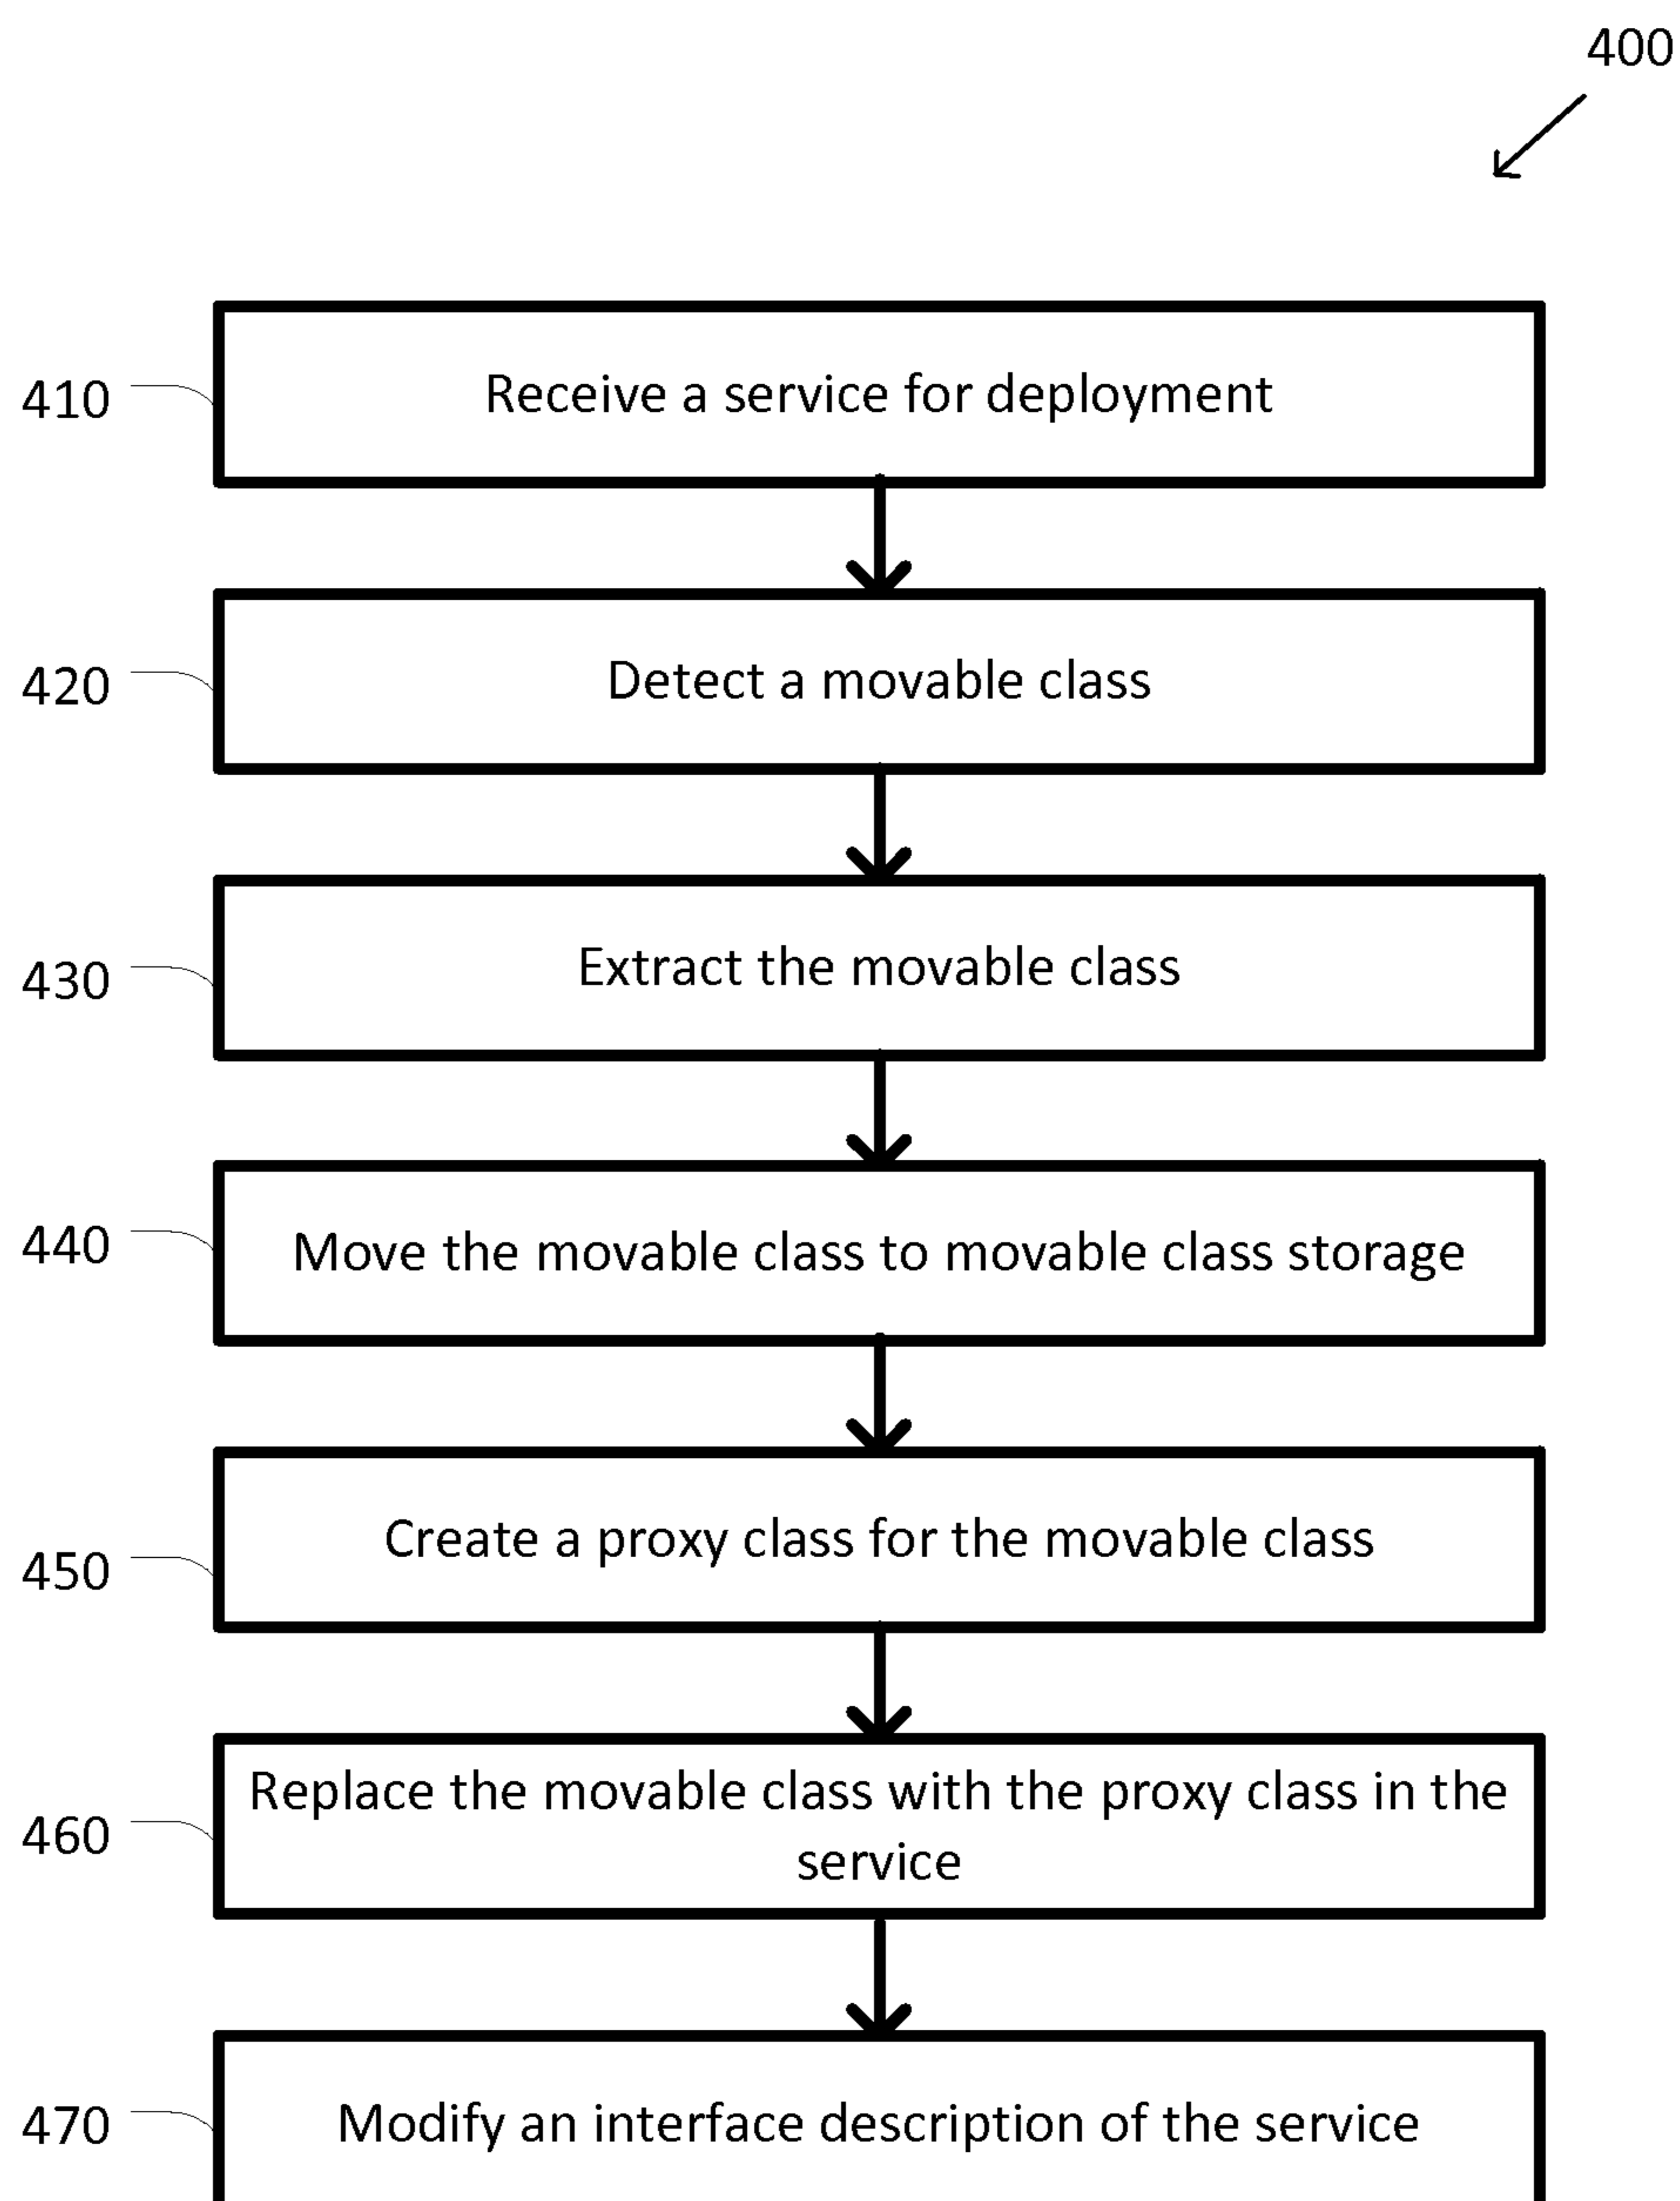 400
410
Receive a service for deployment
420
Detect a movable class
430
Extract the movable class
440
Move the movable class to movable class storage
450
Create a proxy class for the movable class
460
Replace the movable class with the proxy class in the
service
470
Modify an interface description of the service